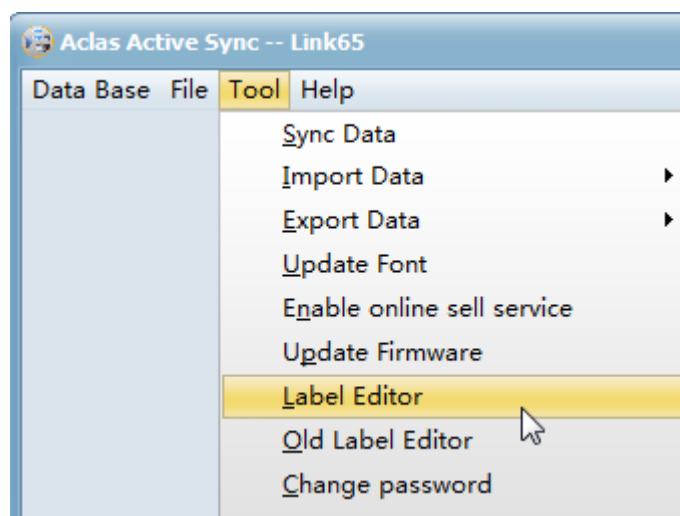 Aclas Active Sync -- Link65
Data Base File Tool Help
Sync Data
Import Data
Export Data
Update Font
Enable online sell service
Update Firmware
Label Editor
Old Label Editor
Change password